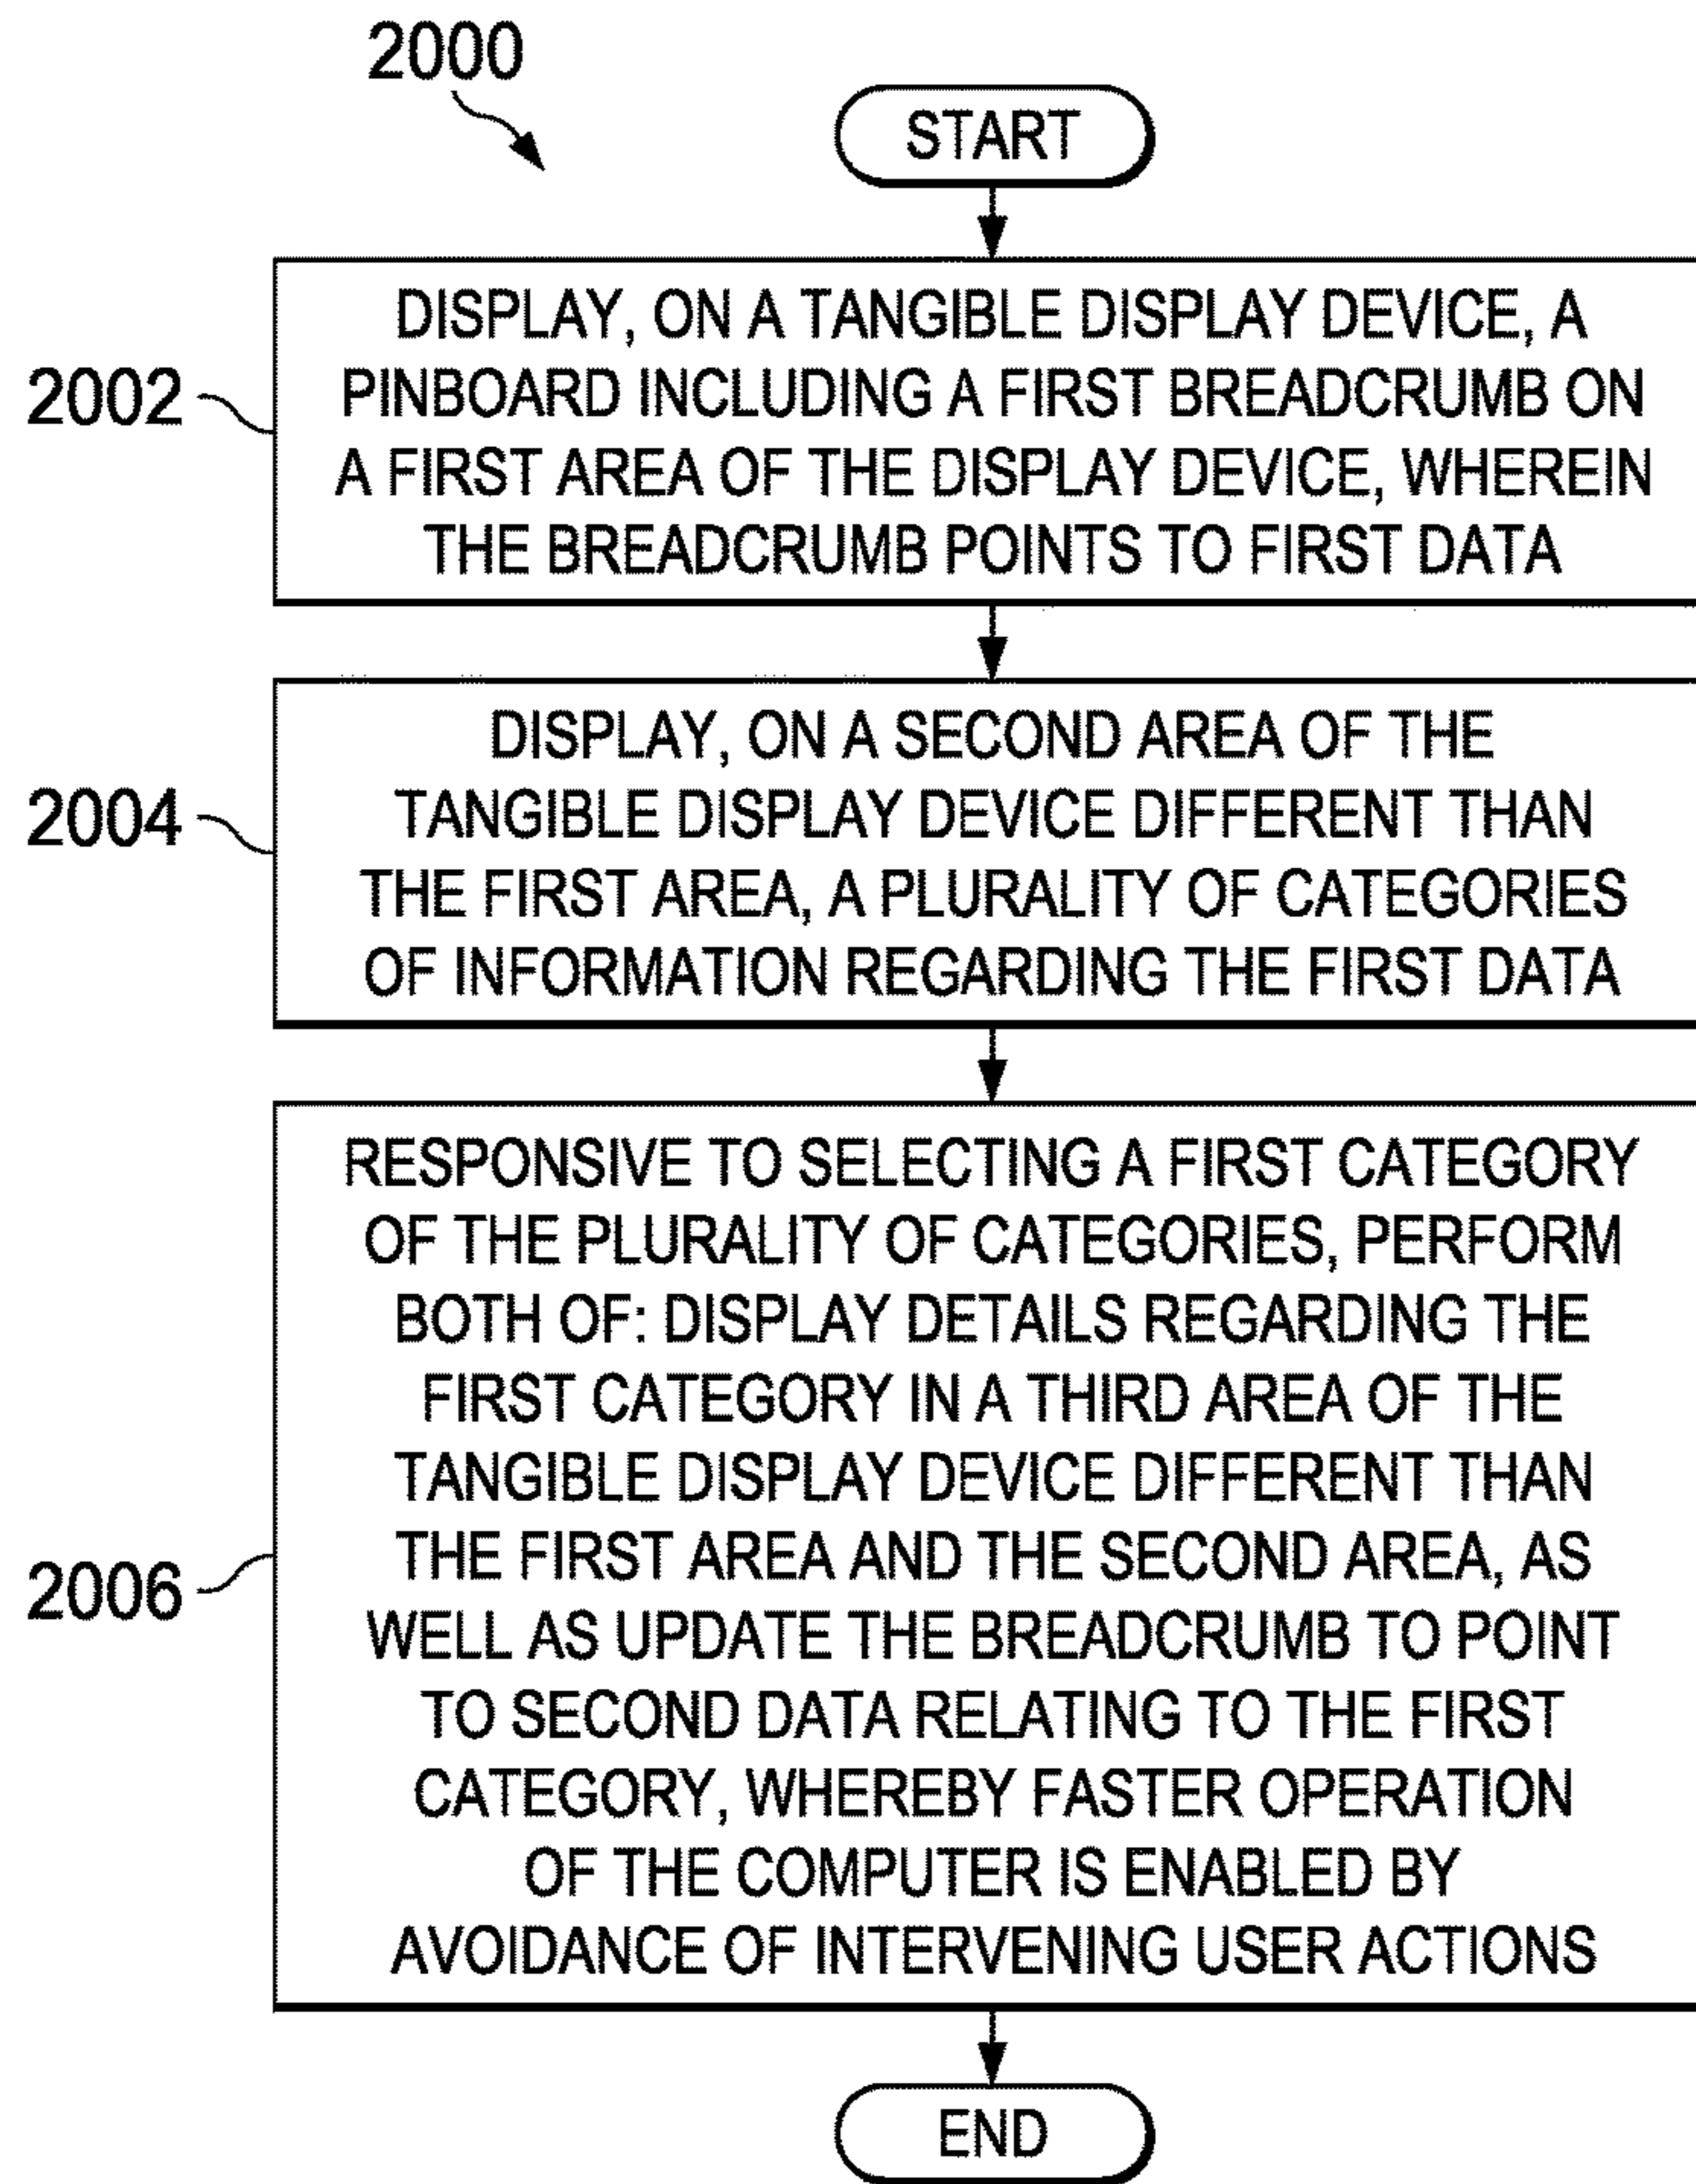 2000
START
2002
DISPLAY, ON A TANGIBLE DISPLAY DEVICE, A
PINBOARD INCLUDING A FIRST BREADCRUMB ON
A FIRST AREA OF THE DISPLAY DEVICE, WHEREIN
THE BREADCRUMB POINTS TO FIRST DATA
2004
DISPLAY, ON A SECOND AREA OF THE
TANGIBLE DISPLAY DEVICE DIFFERENT THAN
THE FIRST AREA, A PLURALITY OF CATEGORIES
OF INFORMATION REGARDING THE FIRST DATA
2006
RESPONSIVE TO SELECTING A FIRST CATEGORY
OF THE PLURALITY OF CATEGORIES, PERFORM
BOTH OF: DISPLAY DETAILS REGARDING THE
FIRST CATEGORY IN A THIRD AREA OF THE
TANGIBLE DISPLAY DEVICE DIFFERENT THAN
THE FIRST AREA AND THE SECOND AREA, AS
WELL AS UPDATE THE BREADCRUMB TO POINT
TO SECOND DATA RELATING TO THE FIRST
CATEGORY, WHEREBY FASTER OPERATION
OF THE COMPUTER IS ENABLED BY
AVOIDANCE OF INTERVENING USER ACTIONS
END